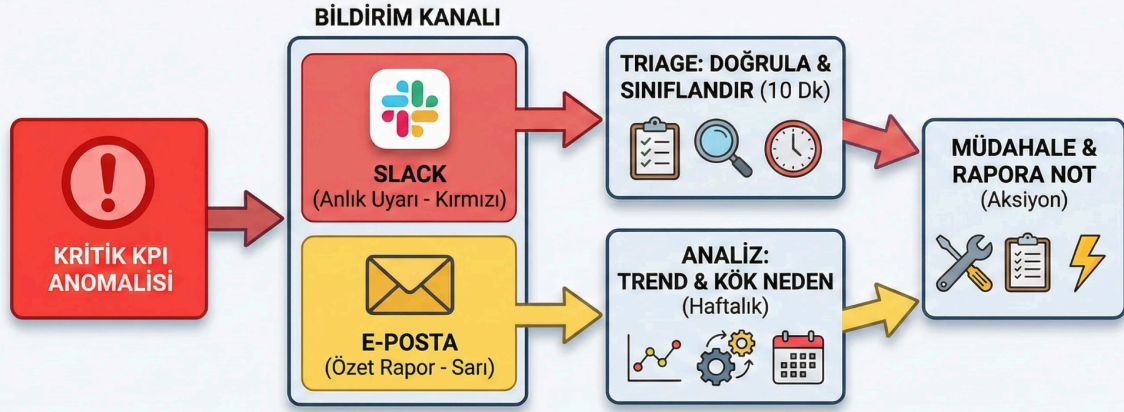 BİLDİRİM KANALI
KRİTİK KPI
ANOMALİSİ
SLACK
(Anlık Uyarı - Kırmızı)
E-POSTA
(Özet Rapor - Sarı)
TRIAGE: DOĞRULA &
SINIFLANDIR (10 Dk)
ANALİZ:
TREND & KÖK NEDEN
(Haftalık)
MÜDAHALE &
RAPORA NOT
(Aksiyon)